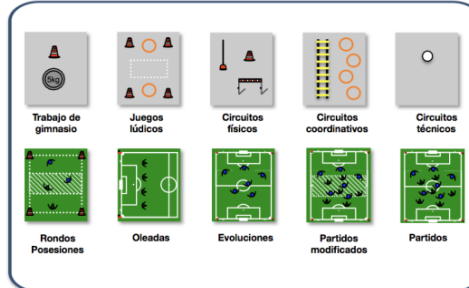 5kg
Trabajo de
gimnasio
Juegos
lúdicos
Circuitos
físicos
Circuitos
coordinativos
Circuitos
técnicos
Rondos
Posesiones
Oleadas
Evoluciones
Partidos
modificados
Partidos